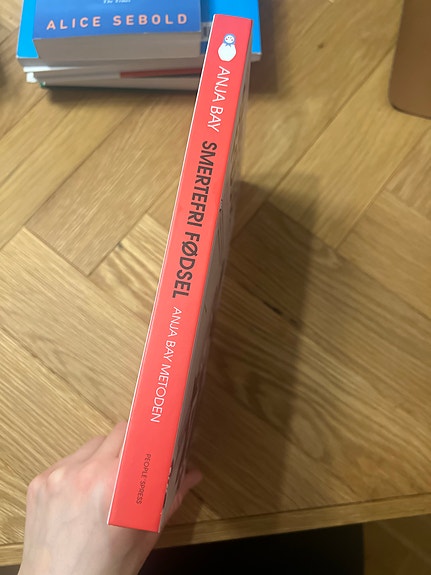 ALICE SEBOLD
ANJA BAY SMERTEFRI FØDSEL ANJA BAY METODEN PEOPLE'SPRESS